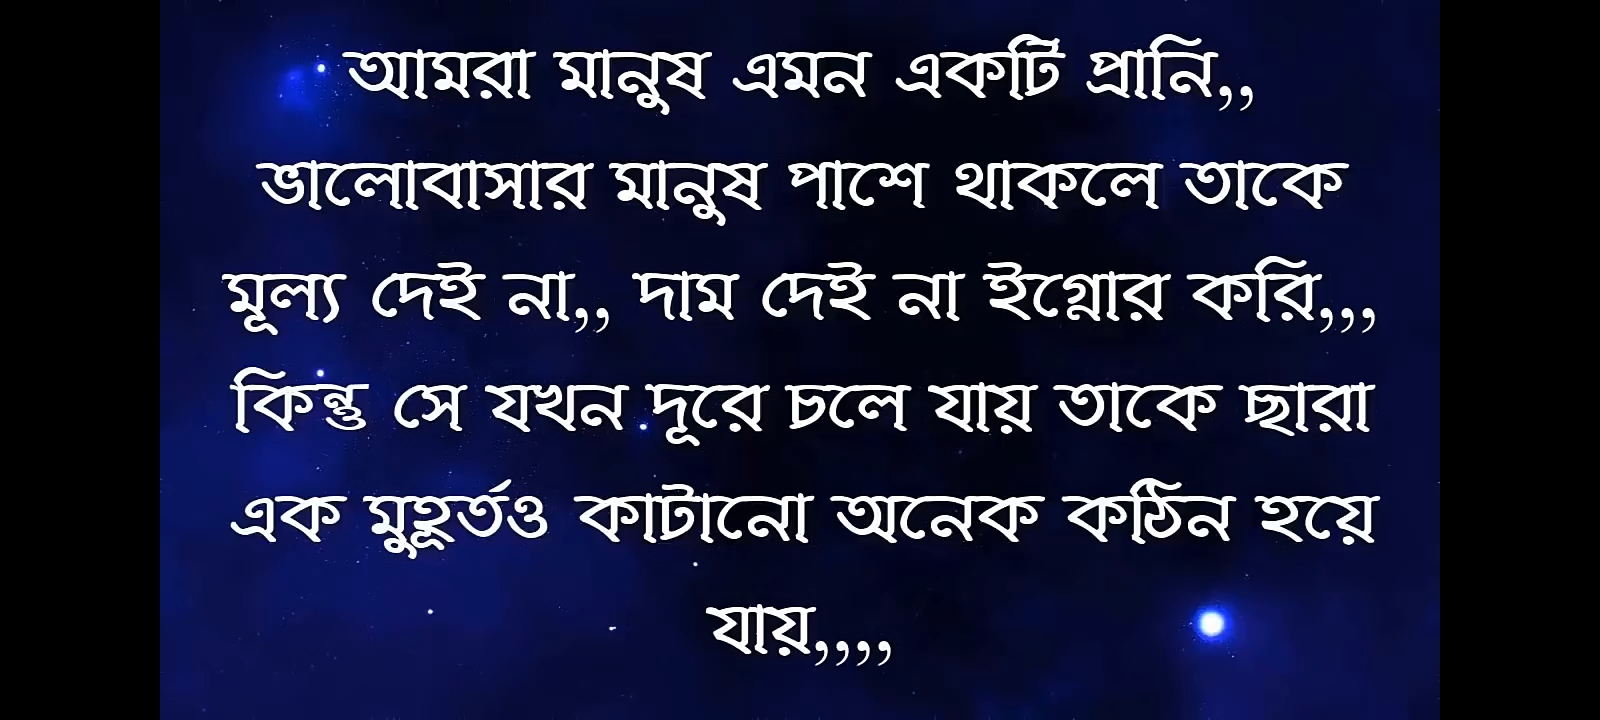 আমরা মানুষ এমন একটি প্রানি,,
ভালোবাসার মানুষ পাশে থাকলে তাকে
মূল্য দেই না,, দাম দেই না ইগ্নোর করি,,,
কিন্তু সে যখন দূরে চলে যায় তাকে ছারা
এক মুহূর্তও কাটানো অনেক কঠিন হয়ে
যায়,,,,